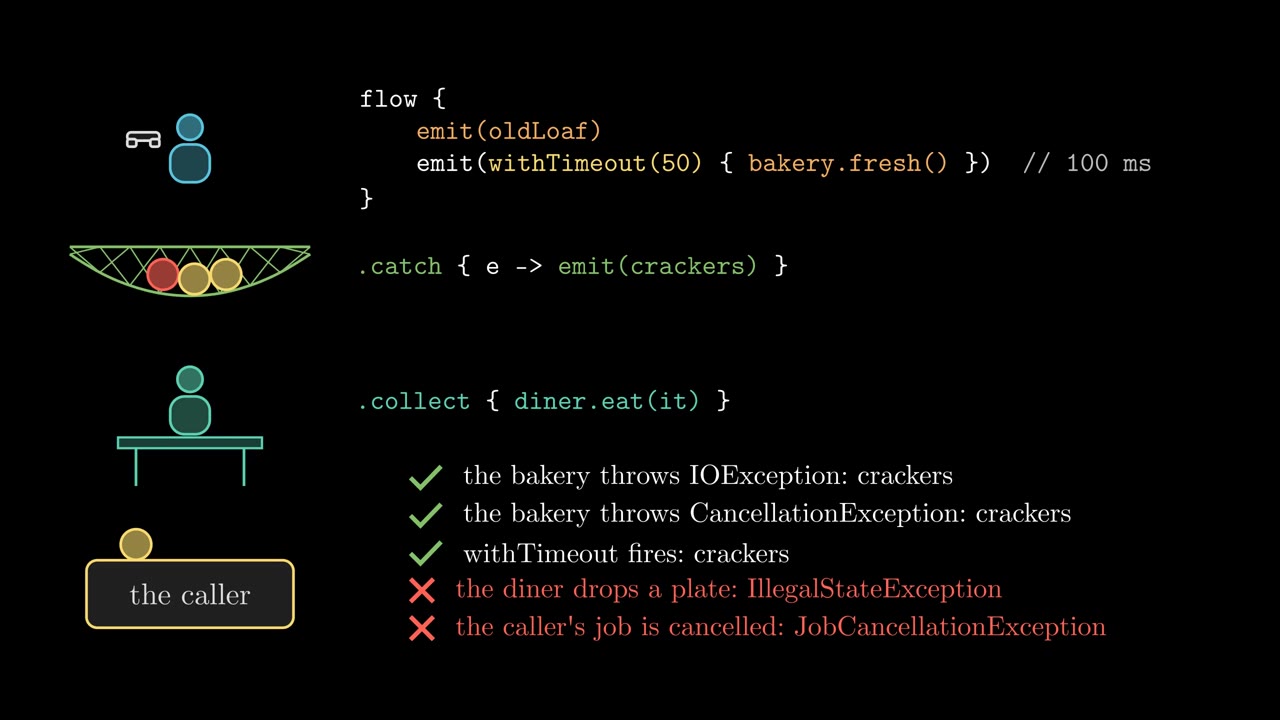 flow {
    emit(oldLoaf)
    emit(withTimeout(50) { bakery.fresh() })  // 100 ms
}
.catch { e -> emit(crackers) }
.collect { diner.eat(it) }
the bakery throws IOException: crackers
the bakery throws CancellationException: crackers
withTimeout fires: crackers
the diner drops a plate: IllegalStateException
the caller
the caller's job is cancelled: JobCancellationException